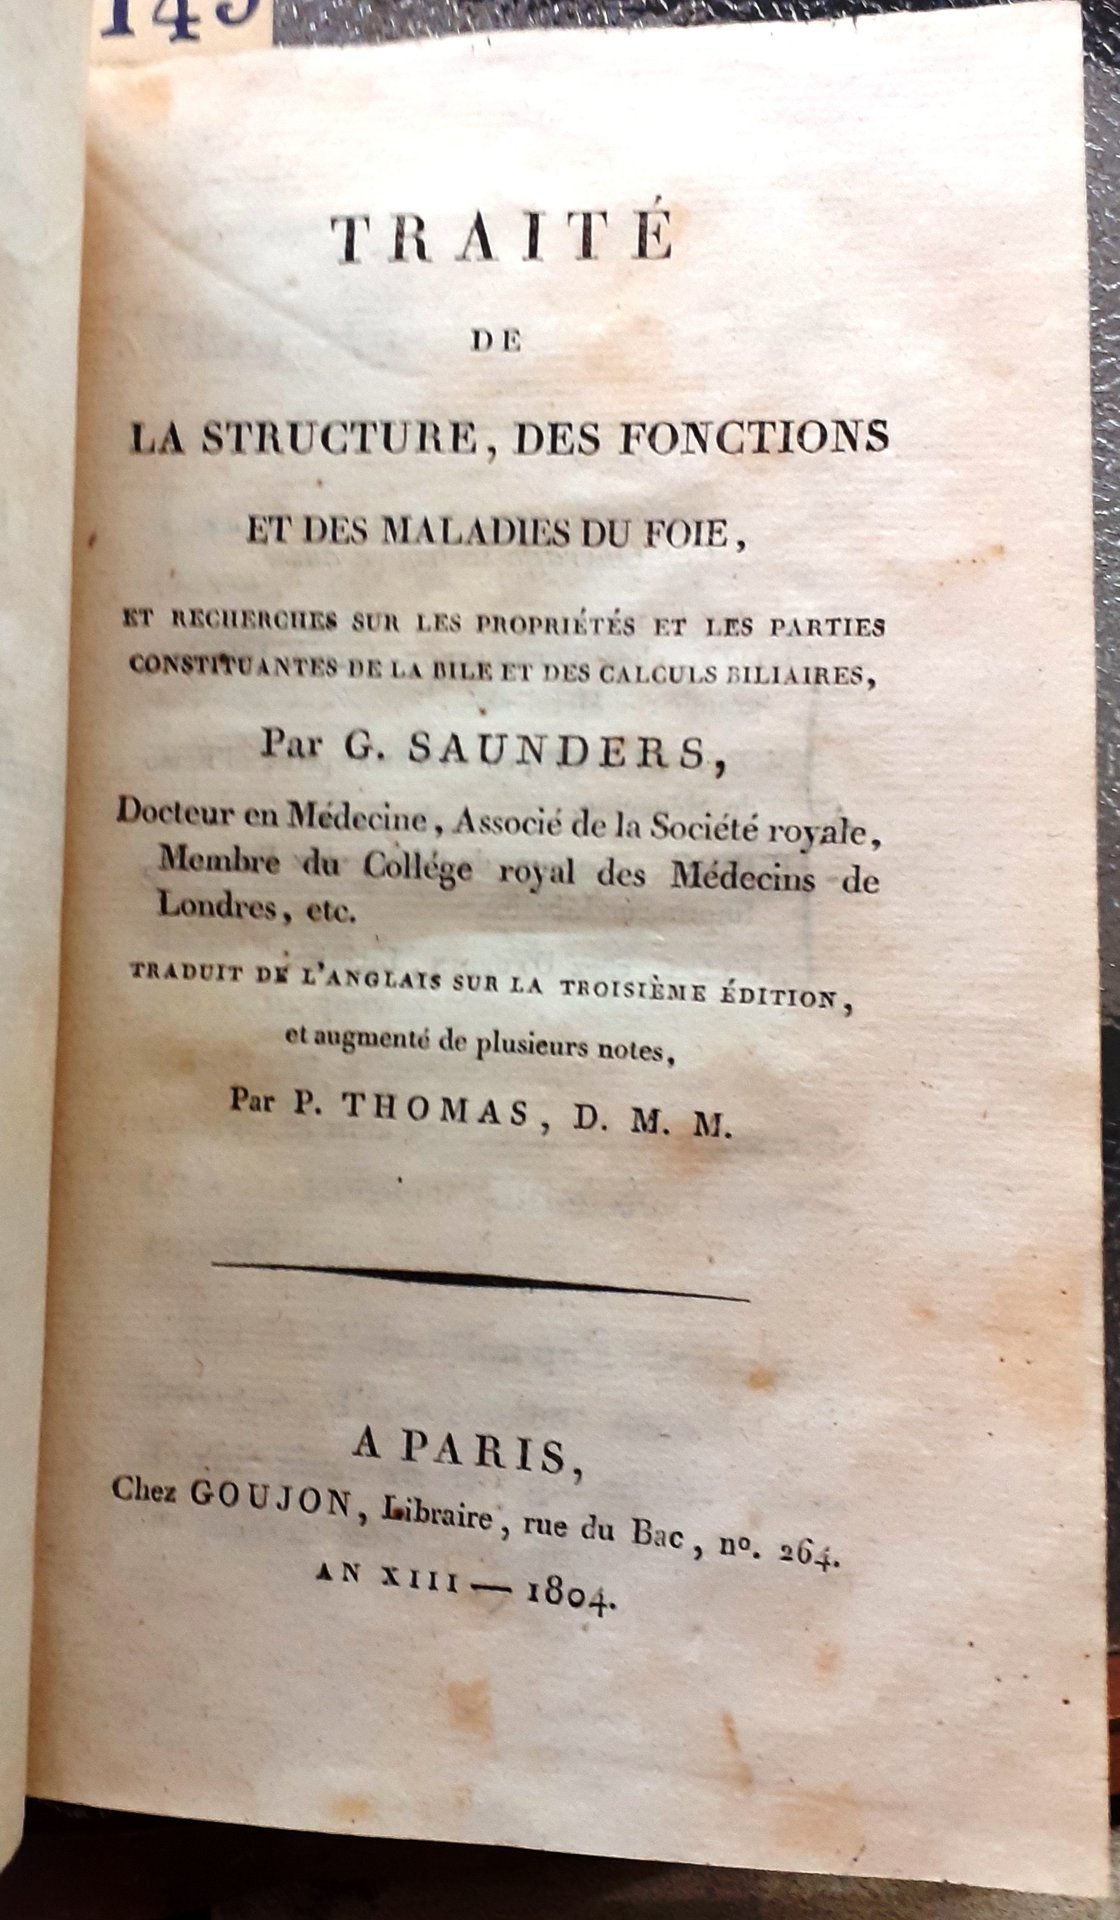 TRAITÉ
DE
LA STRUCTURE, DES FONCTIONS
ET DES MALADIES DU FOIE,
ET RECHERCHES SUR LES PROPRIÉTÉS ET LES PARTIES
CONSTITUANTES DE LA BILE ET DES CALCULS BILIAIRES,
Par G. SAUNDERS,
Docteur en Médecine, Associé de la Société royale,
Membre du Collége royal des Médecins de
Londres, etc.
TRADUIT DE L'ANGLAIS SUR LA TROISIÈME ÉDITION,
et augmenté de plusieurs notes,
Par P. THOMAS, D. M. M.
A PARIS,
Chez GOUJON, Libraire, rue du Bac, nº. 264.
AN XIII — 1804.